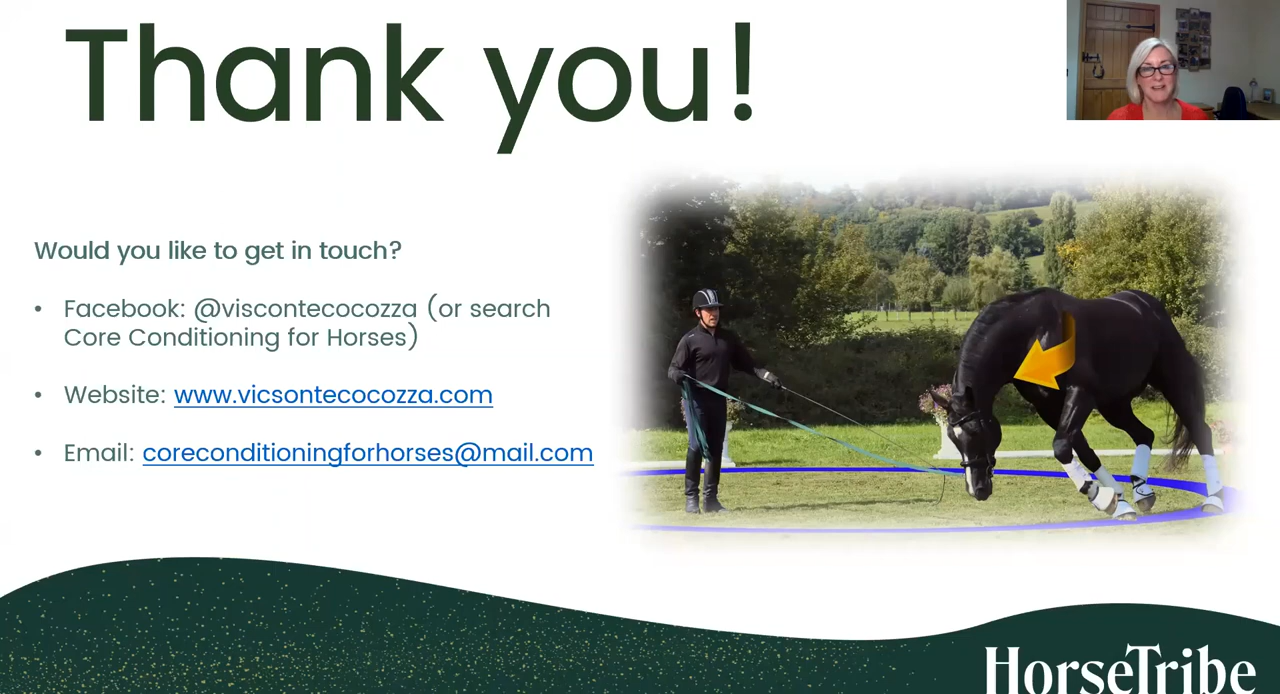 Thank you!
Would you like to get in touch?
• Facebook: @viscontecocozza (or search
Core Conditioning for Horses)
• Website: www.vicsontecocozza.com
• Email: coreconditioningforhorses@mail.com
HorseTribe